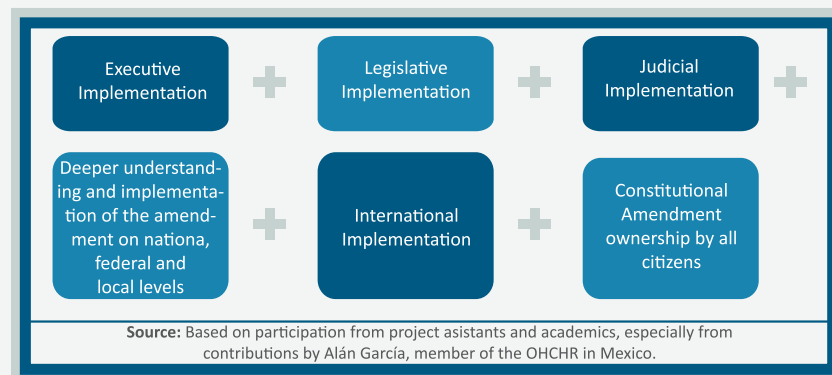 Executive
Implementation
Legislative
Implementation
Judicial
Implementation
Deeper understand-
ing and implementa-
tion of the amend-
ment on nationa,
federal and
local levels
International
Implementation
Constitutional
Amendment
ownership by all
citizens
Source: Based on participation from project asistants and academics, especially from
contributions by Alán García, member of the OHCHR in Mexico.